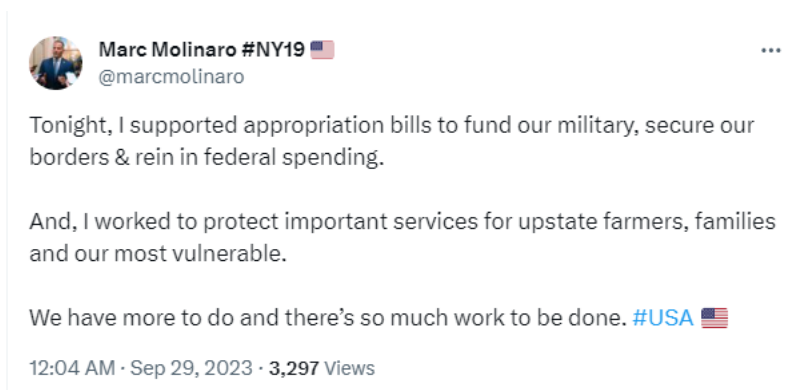 Marc Molinaro #NY19 🇺🇸
@marcmolinaro
Tonight, I supported appropriation bills to fund our military, secure our
borders & rein in federal spending.
And, I worked to protect important services for upstate farmers, families
and our most vulnerable.
We have more to do and there's so much work to be done. #USA 🇺🇸
12:04 AM · Sep 29, 2023 · 3,297 Views